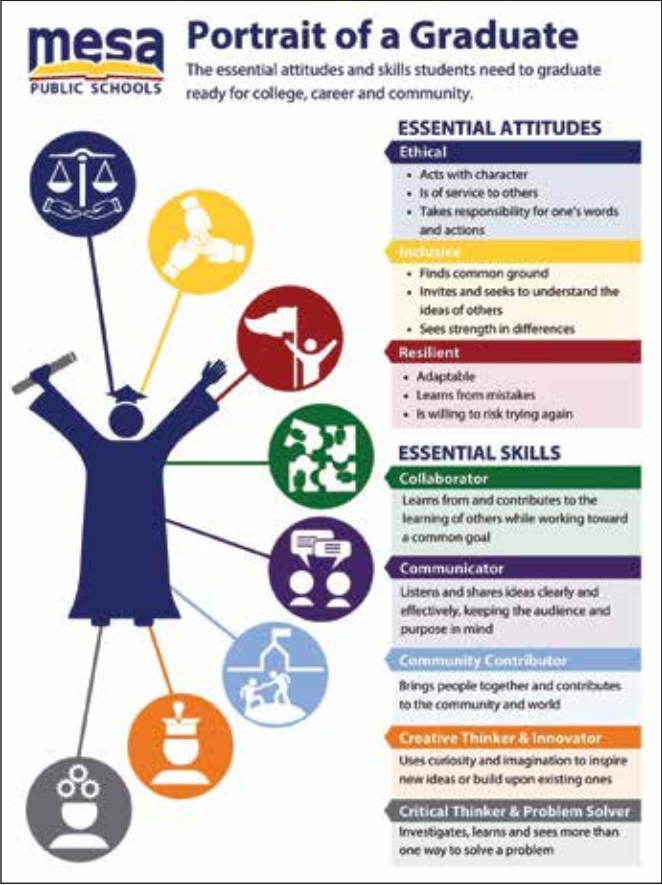 mesa
PUBLIC SCHOOLS
Portrait of a Graduate
The essential attitudes and skills students need to graduate
ready for college, career and community.
ESSENTIAL ATTITUDES
Ethical
• Acts with character
• Is of service to others
• Takes responsibility for one's words
and actions
Inclusive
• Finds common ground
• Invites and seeks to understand the
ideas of others
• Sees strength in differences
Resilient
• Adaptable
• Learns from mistakes
• Is willing to risk trying again
ESSENTIAL SKILLS
Collaborator
Learns from and contributes to the
learning of others while working toward
a common goal
Communicator
Listens and shares ideas clearly and
effectively, keeping the audience and
purpose in mind
Community Contributor
Brings people together and contributes
to the community and world
Creative Thinker & Innovator
Uses curiosity and imagination to inspire
new ideas or build upon existing ones
Critical Thinker & Problem Solver
Investigates, learns and sees more than
one way to solve a problem